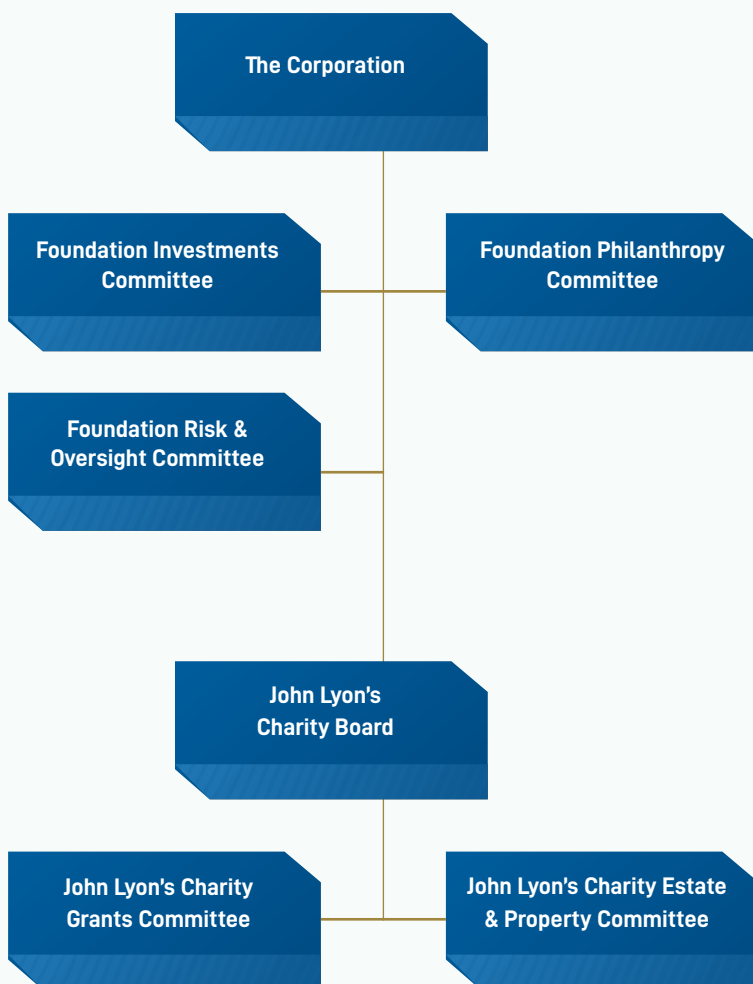 The Corporation
Foundation Investments
Committee
Foundation Philanthropy
Committee
Foundation Risk &
Oversight Committee
John Lyon’s
Charity Board
John Lyon’s Charity
Grants Committee
John Lyon’s Charity Estate
& Property Committee